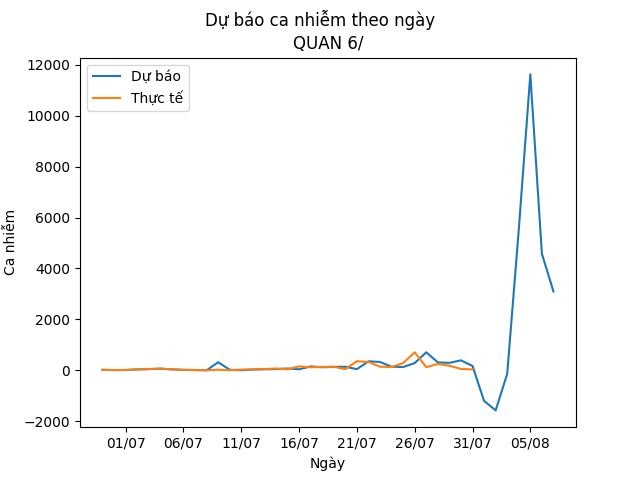 Dự báo ca nhiễm theo ngày
QUAN 6/
Dự báo
Thực tế
12000
10000
8000
6000
4000
2000
0
−2000
Ca nhiễm
01/07 06/07 11/07 16/07 21/07 26/07 31/07 05/08
Ngày